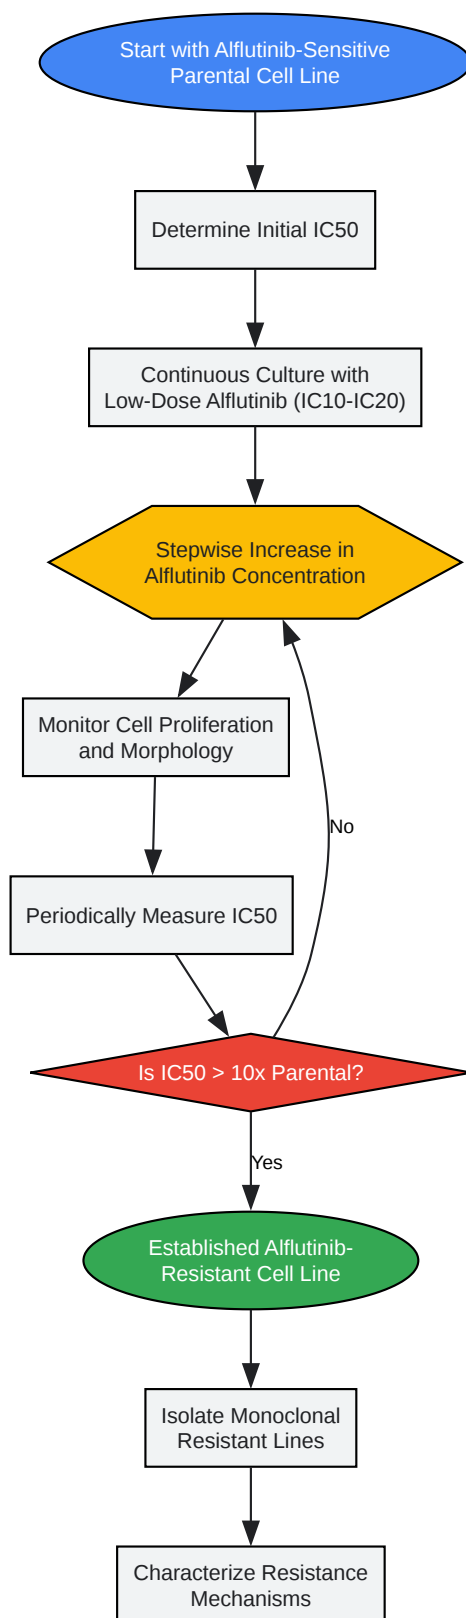 Start with Alflutinib-Sensitive
Parental Cell Line
Determine Initial IC50
Continuous Culture with
Low-Dose Alflutinib (IC10-IC20)
Stepwise Increase in
Alflutinib Concentration
Monitor Cell Proliferation
and Morphology
No
Periodically Measure IC50
Is IC50 > 10x Parental?
Yes
Established Alflutinib-
Resistant Cell Line
Isolate Monoclonal
Resistant Lines
Characterize Resistance
Mechanisms